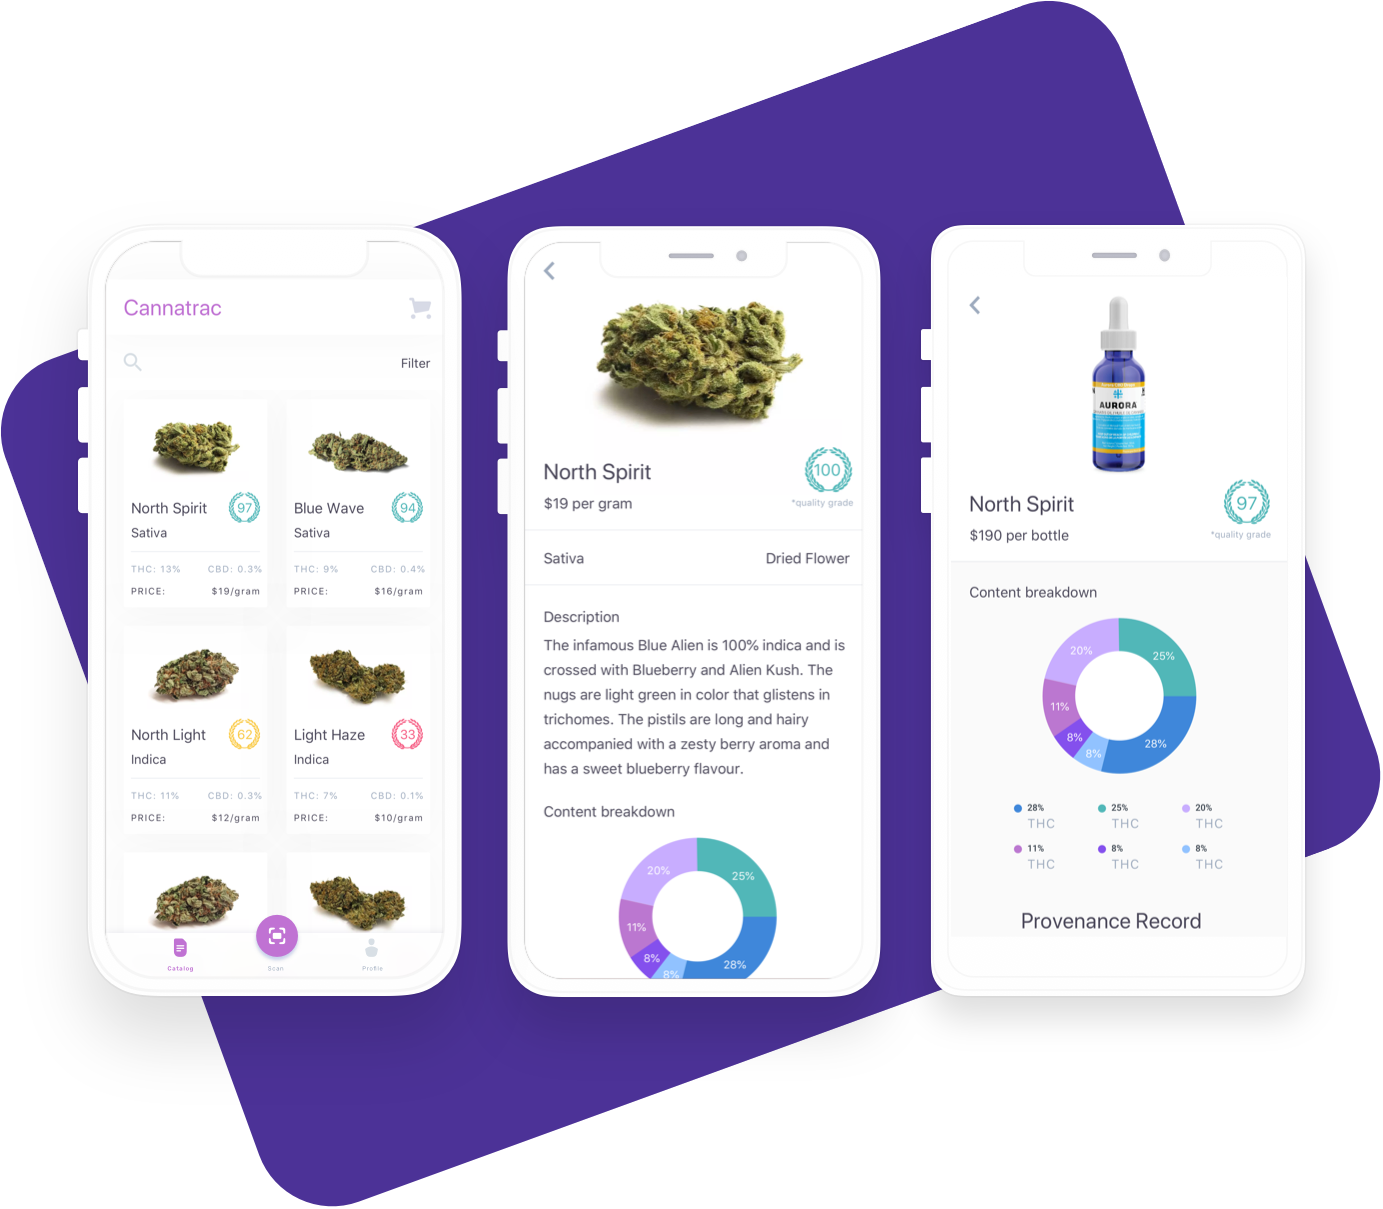 Cannatrac
Filter
North Spirit
97
Sativa
THC: 13%
CBD: 0.3%
PRICE:
$19/gram
Blue Wave
94
Sativa
THC: 9%
CBD: 0.4%
PRICE:
$16/gram
North Light
62
Indica
THC: 11%
CBD: 0.3%
PRICE:
$12/gram
Light Haze
33
Indica
THC: 7%
CBD: 0.1%
PRICE:
$10/gram
Catalog
Scan
Profile
North Spirit
100
$19 per gram
*quality grade
Sativa
Dried Flower
Description
The infamous Blue Alien is 100% indica and is
crossed with Blueberry and Alien Kush. The
nugs are light green in color that glistens in
trichomes. The pistils are long and hairy
accompanied with a zesty berry aroma and
has a sweet blueberry flavour.
Content breakdown
20%
25%
11%
8%
8%
28%
AURORA
North Spirit
97
$190 per bottle
*quality grade
Content breakdown
20%
25%
11%
8%
8%
28%
28%
THC
25%
THC
20%
THC
11%
THC
8%
THC
8%
THC
Provenance Record